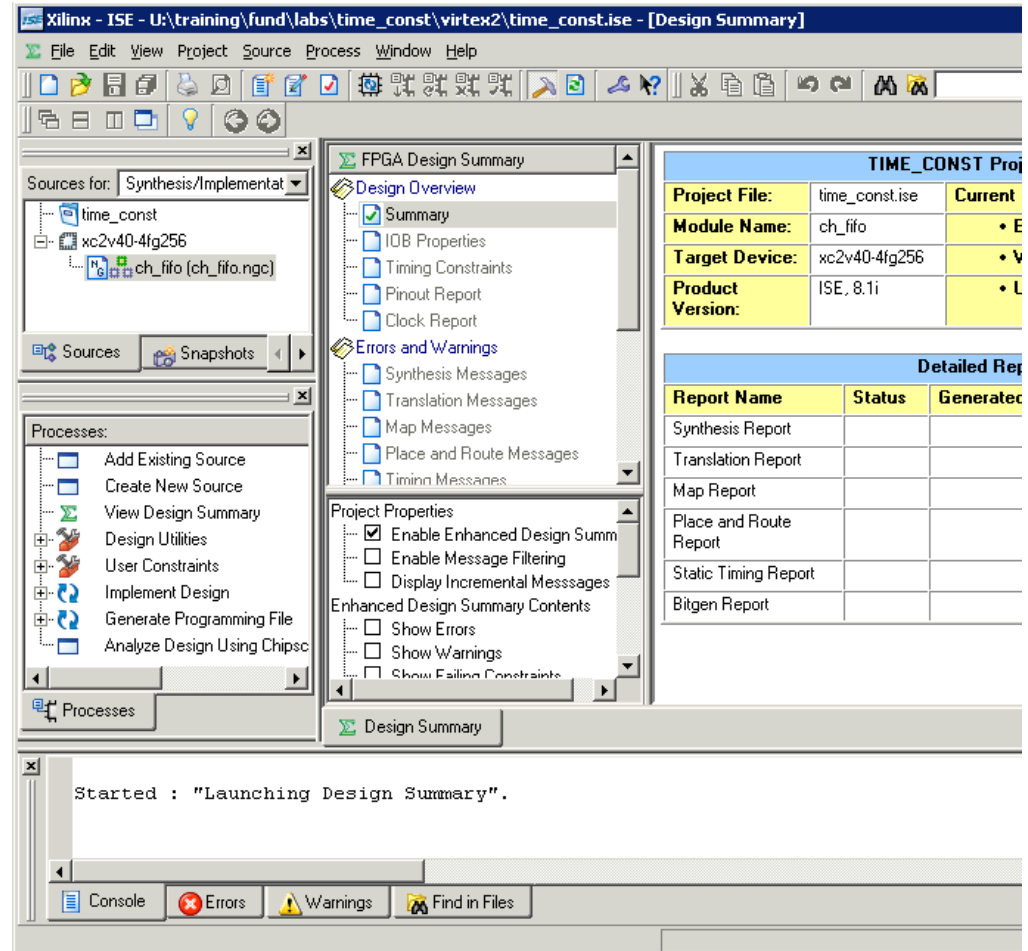 Xilinx - ISE - U:\training\fund\labs\time_const\virtex2\time_const.ise - [Design Summary]
File Edit View Project Source Process Window Help
Sources for: Synthesis/Implementat
time_const
xc2v40-4fg256
ch_fifo (ch_fifo.ngc)
Sources Snapshots
Processes:
Add Existing Source
Create New Source
View Design Summary
Design Utilities
User Constraints
Implement Design
Generate Programming File
Analyze Design Using Chipsc
Processes
FPGA Design Summary
Design Overview
Summary
IOB Properties
Timing Constraints
Pinout Report
Clock Report
Errors and Warnings
Synthesis Messages
Translation Messages
Map Messages
Place and Route Messages
Timing Messages
Project Properties
Enable Enhanced Design Summ
Enable Message Filtering
Display Incremental Messsages
Enhanced Design Summary Contents
Show Errors
Show Warnings
Show Failing Constraints
Design Summary
TIME_CONST Proj
Project File: time_const.ise Current
Module Name: ch_fifo • E
Target Device: xc2v40-4fg256 • V
Product Version: ISE, 8.1i • U
Detailed Rep
Report Name Status Generated
Synthesis Report
Translation Report
Map Report
Place and Route
Report
Static Timing Report
Bitgen Report
Started : "Launching Design Summary".
Console Errors Warnings Find in Files